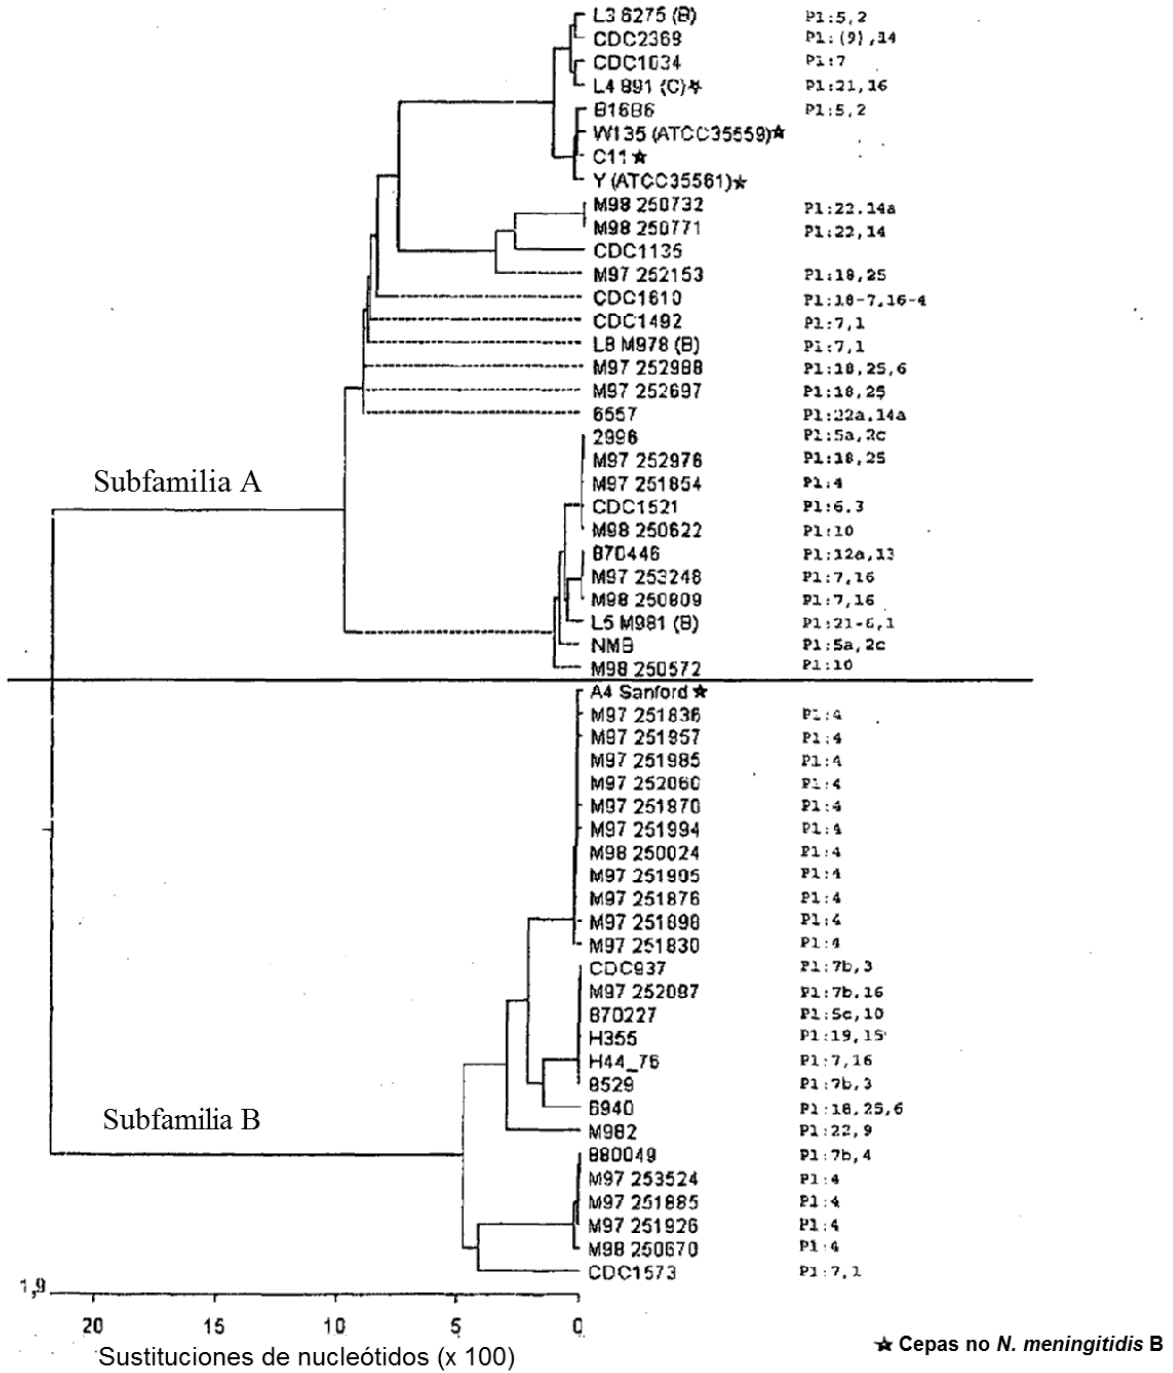 L3 6275 (B) P1:5,2
CDC2369 P1:(9),14
CDC1034 P1:7
L4 891 (C)☆ P1:21,16
B16B6 P1:5,2
W135 (ATCC35559)☆
C11☆
Y (ATCC35561)☆
M98 250732 P1:22.14a
M98 250771 P1:22,14
CDC1135
M97 252153 P1:18,25
CDC1610 P1:18-7,16-4
CDC1492 P1:7,1
L8 M978 (B) P1:7,1
M97 252988 P1:18,25,6
M97 252697 P1:18,25
6557 P1:22a,14a
2996 P1:5a,2c
M97 252976 P1:18,25
Subfamilia A
M97 251854 P1:4
CDC1521 P1:6.3
M98 250622 P1:10
870446 P1:12a,13
M97 253248 P1:7,16
M98 250809 P1:7,16
L5 M981 (B) P1:21-6,1
NMB P1:5a,2c
M98 250572 P1:10
A4 Sanford ☆
M97 251836 P1:4
M97 251957 P1:4
M97 251985 P1:4
M97 252060 P1:4
M97 251870 P1:4
M97 251994 P1:4
M98 250024 P1:4
M97 251905 P1:4
M97 251876 P1:4
M97 251898 P1:4
M97 251830 P1:4
CDC937 P1:7b,3
M97 252097 P1:7b.16
870227 P1:5c,10
H355 P1:19,15
H44_76 P1:7,16
8529 P1:7b,3
6940 P1:18,25,6
Subfamilia B
M982 P1:22,9
880049 P1:7b,4
M97 253524 P1:4
M97 251885 P1:4
M97 251926 P1:4
M98 250670 P1:4
CDC1573 P1:7,1
1,9
20 15 10 5 0
Sustituciones de nucleótidos (x 100)
☆ Cepas no N. meningitidis B